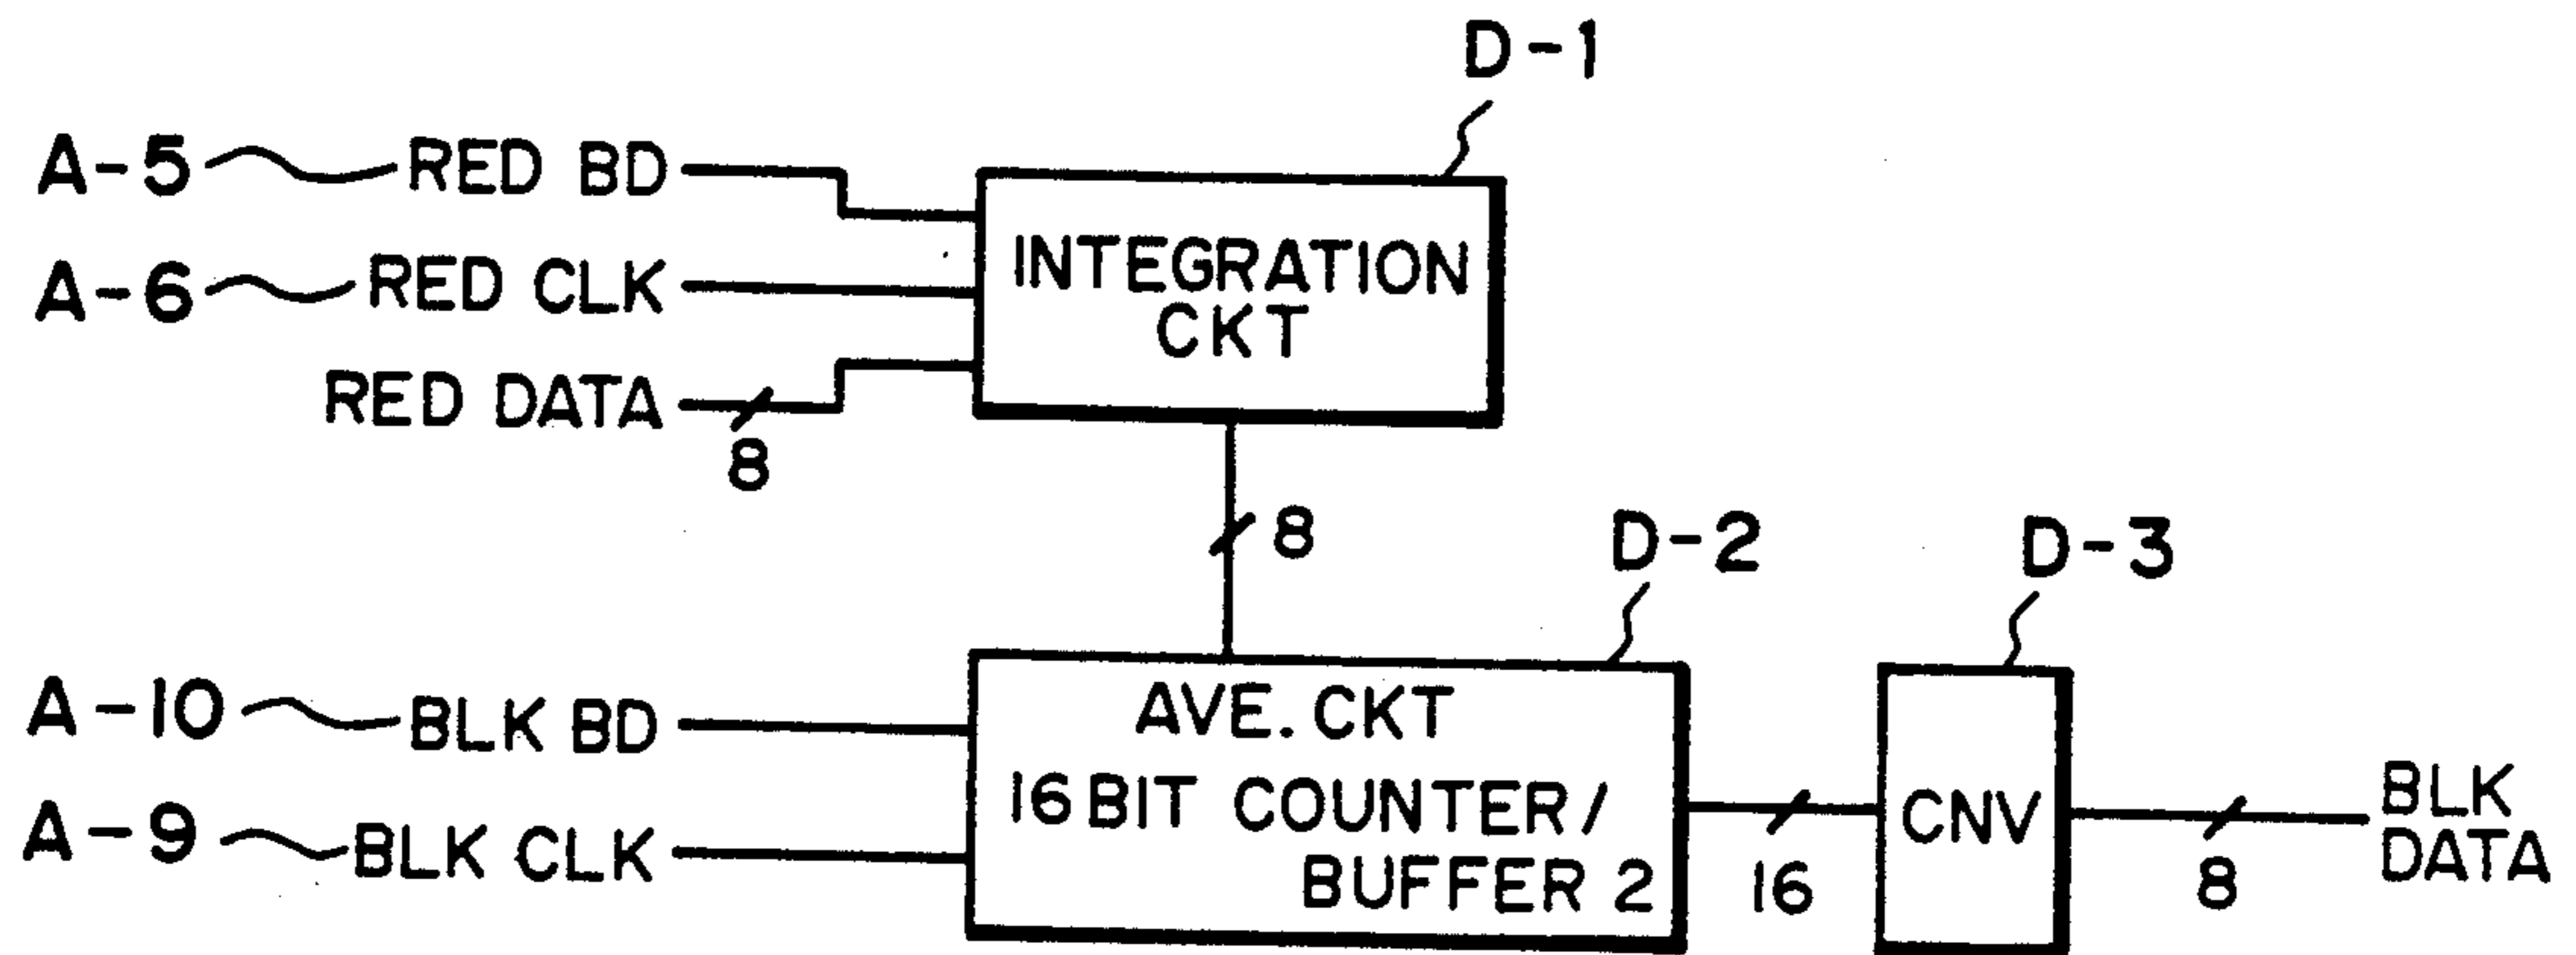 D-1
A-5 RED BD
A-6 RED CLK
RED DATA
8
INTEGRATION
CKT
8
D-2
D-3
A-10 BLK BD
A-9 BLK CLK
AVE. CKT
16 BIT COUNTER/
BUFFER 2
16
CNV
8
BLK
DATA